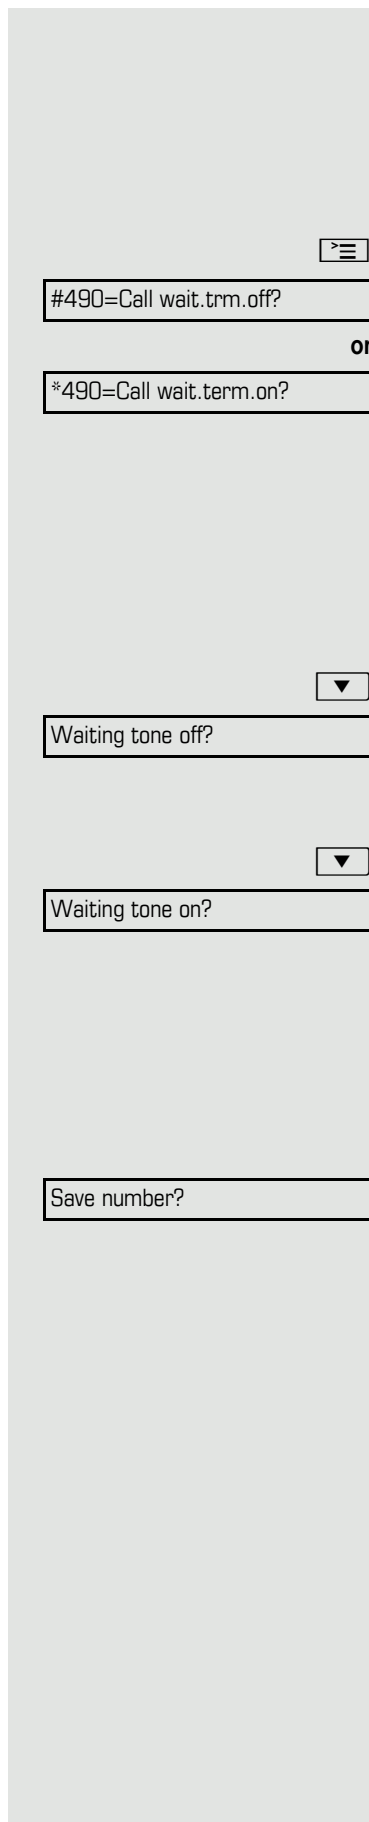 #490=Call wait.trm.off?
or
*490=Call wait.term.on?
Waiting tone off?
Waiting tone on?
Save number?